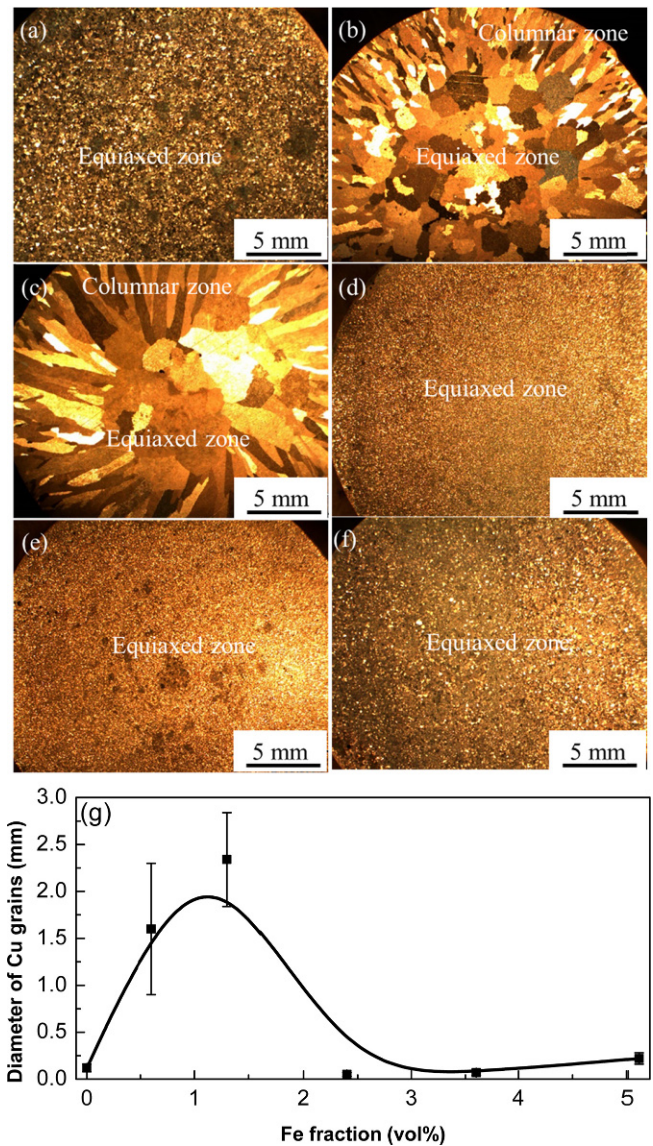 (a)
Equiaxed zone
5 mm
(b)
Columnar zone
Equiaxed zone
5 mm
(c)
Columnar zone
Equiaxed zone
5 mm
(d)
Equiaxed zone
5 mm
(e)
Equiaxed zone
5 mm
(f)
Equiaxed zone
5 mm
(g)
Diameter of Cu grains (mm)
3.0
2.5
2.0
1.5
1.0
0.5
0.0
0 1 2 3 4 5
Fe fraction (vol%)